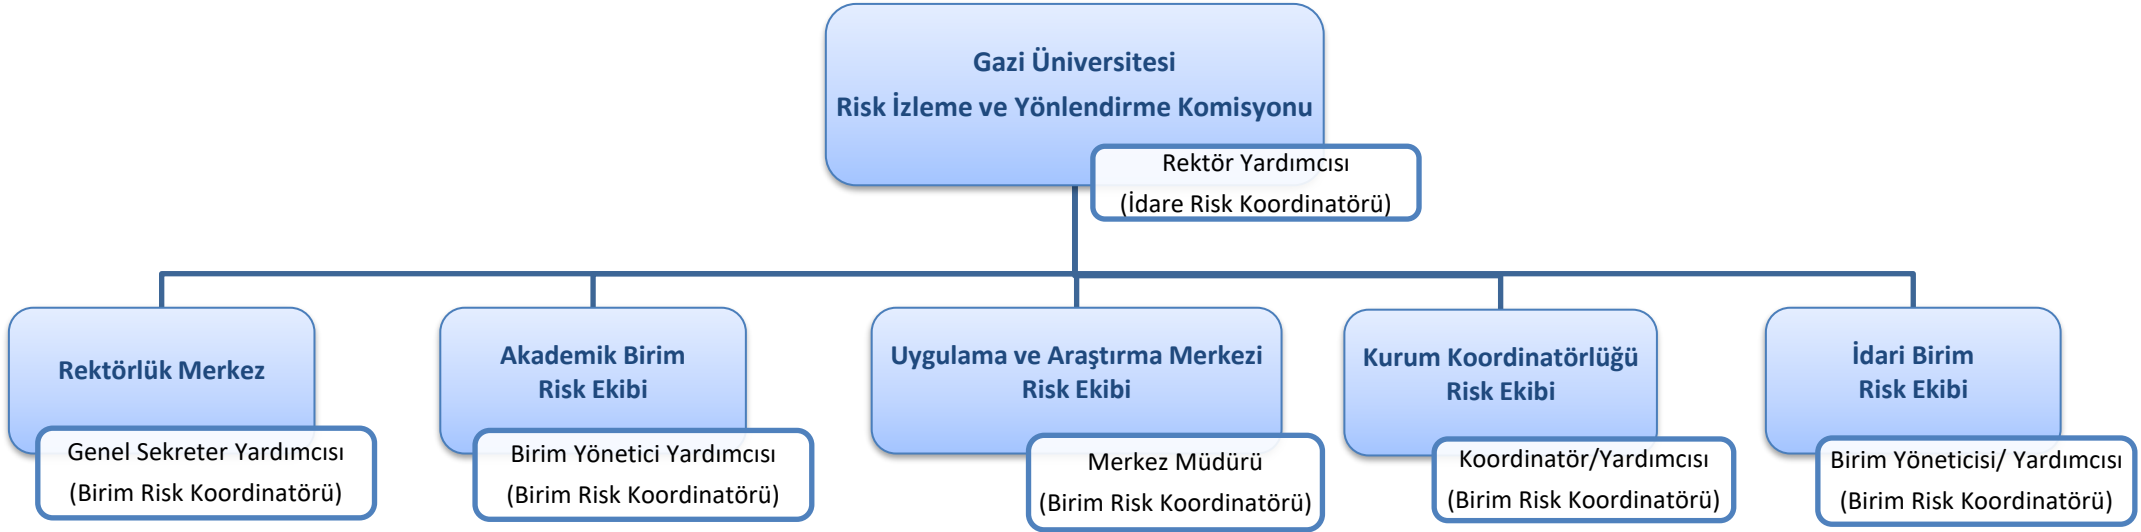 Gazi Üniversitesi
Risk İzleme ve Yönlendirme Komisyonu
Rektör Yardımcısı
(İdare Risk Koordinatörü)
Rektörlük Merkez
Genel Sekreter Yardımcısı
(Birim Risk Koordinatörü)
Akademik Birim
Risk Ekibi
Birim Yönetici Yardımcısı
(Birim Risk Koordinatörü)
Uygulama ve Araştırma Merkezi
Risk Ekibi
Merkez Müdürü
(Birim Risk Koordinatörü)
Kurum Koordinatörlüğü
Risk Ekibi
Koordinatör/Yardımcısı
(Birim Risk Koordinatörü)
İdari Birim
Risk Ekibi
Birim Yöneticisi/ Yardımcısı
(Birim Risk Koordinatörü)